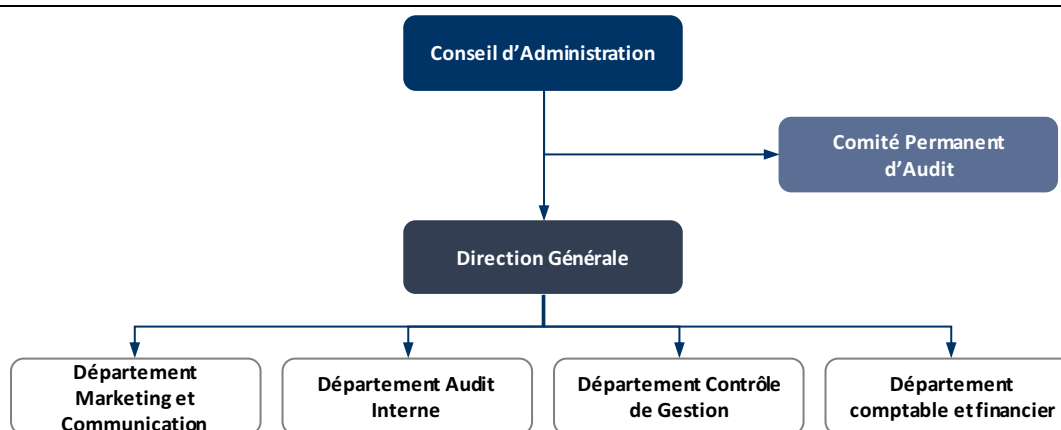 Conseil d’Administration
Comité Permanent
d’Audit
Direction Générale
Département
Marketing et
Communication
Département Audit
Interne
Département Contrôle
de Gestion
Département
comptable et financier